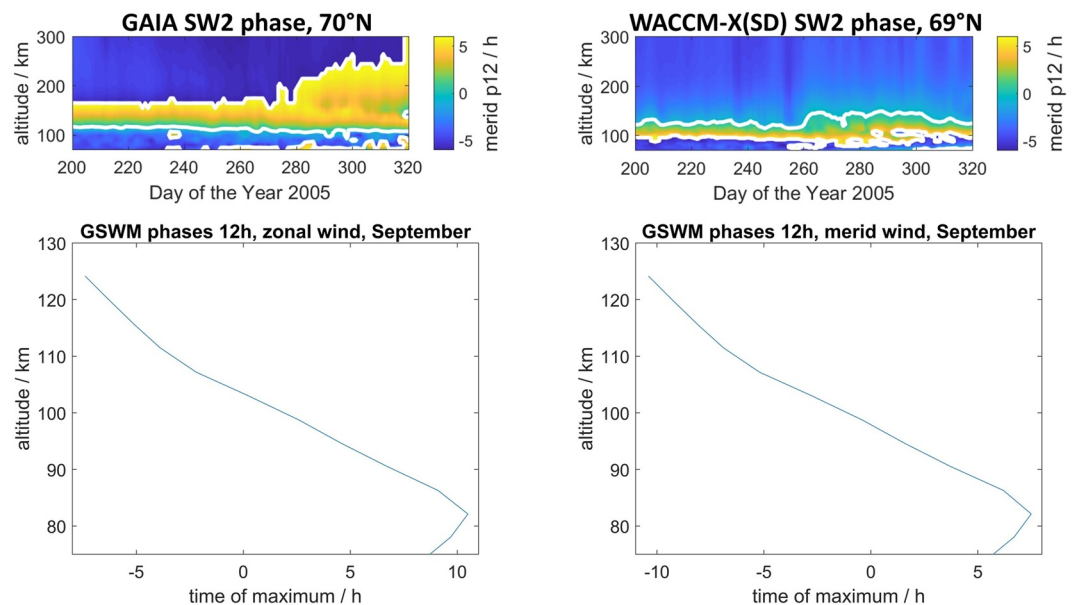 GAIA SW2 phase, 70°N
300
200
100
altitude / km
200 220 240 260 280 300 320
Day of the Year 2005
5
0
-5
merid p12 / h
WACCM-X(SD) SW2 phase, 69°N
300
200
100
altitude / km
200 220 240 260 280 300 320
Day of the Year 2005
5
0
-5
merid p12 / h
GSWM phases 12h, zonal wind, September
130
120
110
100
90
80
altitude / km
-5 0 5 10
time of maximum / h
GSWM phases 12h, merid wind, September
130
120
110
100
90
80
altitude / km
-10 -5 0 5
time of maximum / h